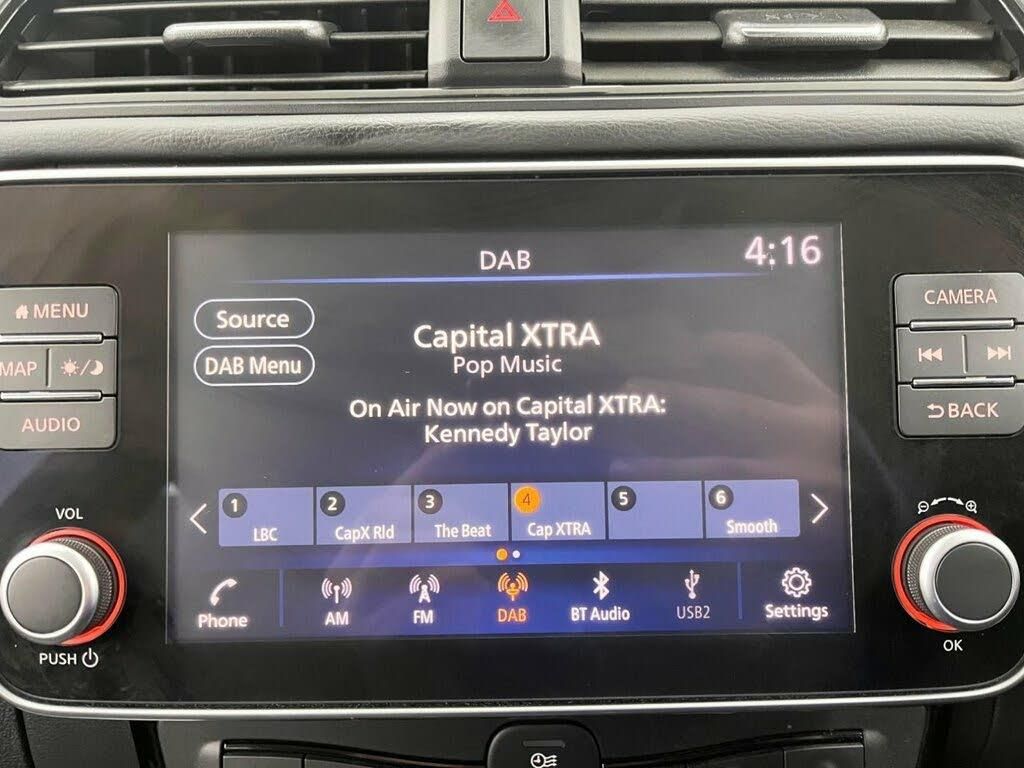 DAB
4:16
Source
DAB Menu
Capital XTRA
Pop Music
On Air Now on Capital XTRA:
Kennedy Taylor
1
LBC
2
CapX Rld
3
The Beat
4
Cap XTRA
5
6
Smooth
Phone
AM
FM
DAB
BT Audio
USB2
Settings
MENU
MAP
AUDIO
VOL
PUSH
CAMERA
BACK
OK